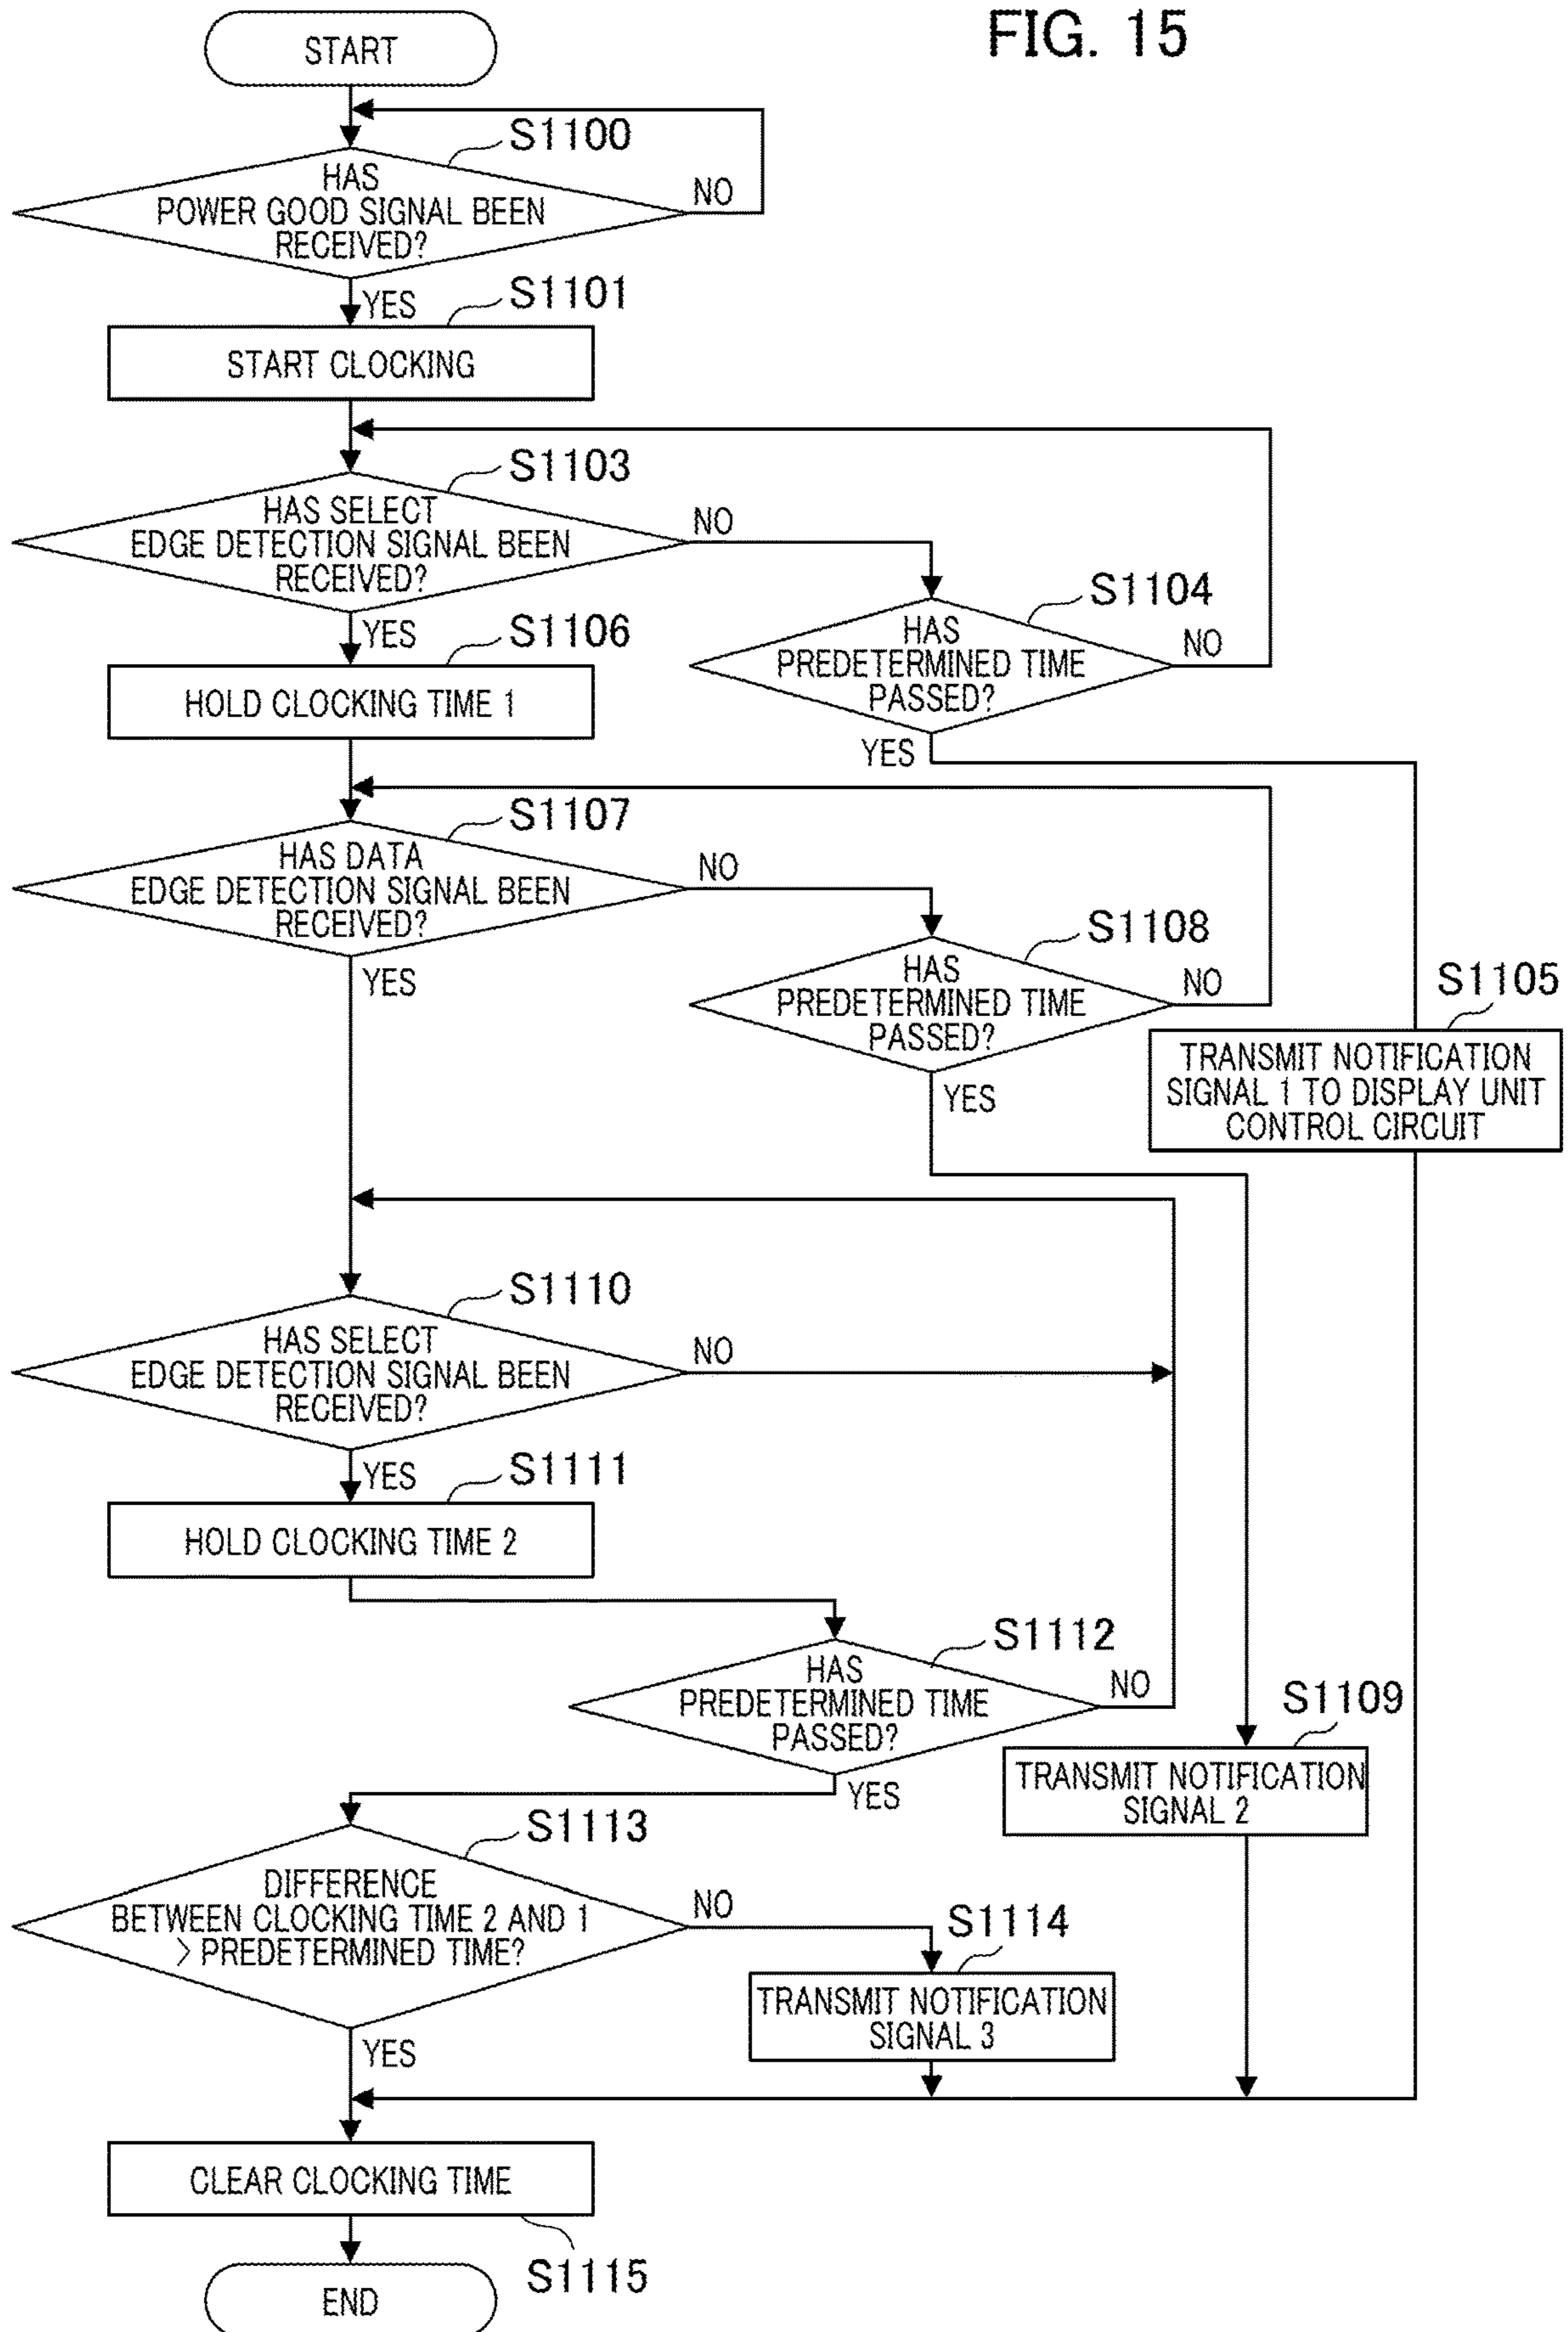 FIG. 15
START
S1100
HAS
POWER GOOD SIGNAL BEEN
RECEIVED?
NO
YES
S1101
START CLOCKING
S1103
HAS SELECT
EDGE DETECTION SIGNAL BEEN
RECEIVED?
NO
YES
S1104
HAS
PREDETERMINED TIME
PASSED?
NO
YES
S1106
HOLD CLOCKING TIME 1
S1107
HAS DATA
EDGE DETECTION SIGNAL BEEN
RECEIVED?
NO
YES
S1108
HAS
PREDETERMINED TIME
PASSED?
NO
YES
S1105
TRANSMIT NOTIFICATION
SIGNAL 1 TO DISPLAY UNIT
CONTROL CIRCUIT
S1110
HAS SELECT
EDGE DETECTION SIGNAL BEEN
RECEIVED?
NO
YES
S1111
HOLD CLOCKING TIME 2
S1112
HAS
PREDETERMINED TIME
PASSED?
NO
YES
S1109
TRANSMIT NOTIFICATION
SIGNAL 2
S1113
DIFFERENCE
BETWEEN CLOCKING TIME 2 AND 1
> PREDETERMINED TIME?
NO
YES
S1114
TRANSMIT NOTIFICATION
SIGNAL 3
CLEAR CLOCKING TIME
S1115
END